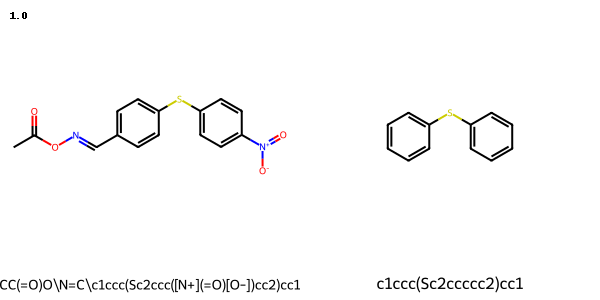 1.0
O
O
N
S
N+
O
O-
S
CC(=O)O\N=C\c1ccc(Sc2ccc([N+](=O)[O-])cc2)cc1
c1ccc(Sc2ccccc2)cc1